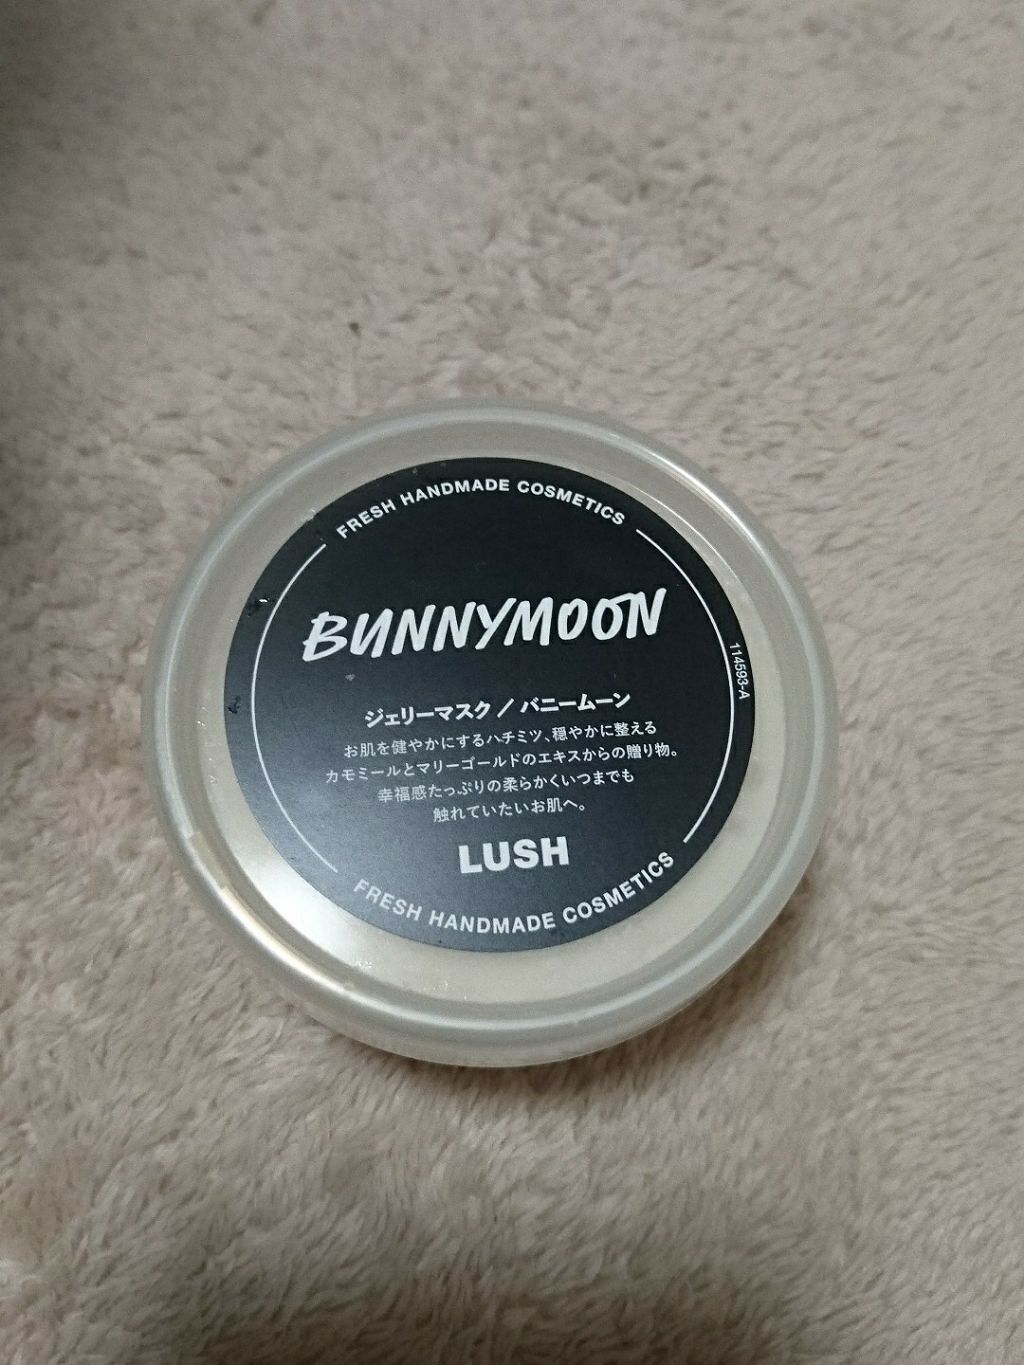 FRESH HANDMADE COSMETICS
BUNNYMOON
114593-A
ジェリーマスク／バニームーン
お肌を健やかにするハチミツ、穏やかに整える
カモミールとマリーゴールドのエキスからの贈り物。
幸福感たっぷりの柔らかくいつまでも
触れていたいお肌へ。
LUSH
FRESH HANDMADE COSMETICS